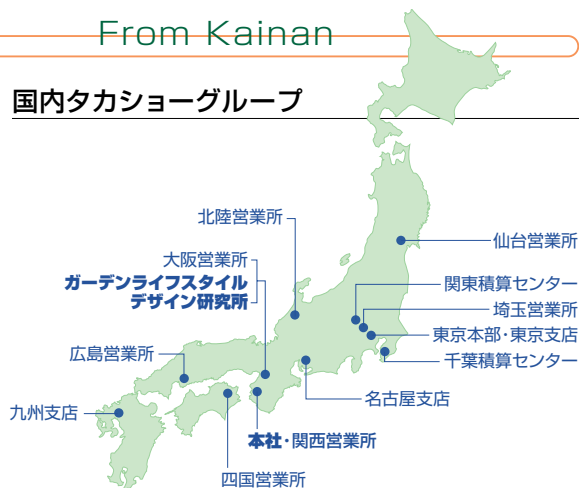 From Kainan
国内タカショーグループ
北陸営業所
仙台営業所
大阪営業所
ガーデンライフスタイル
デザイン研究所
関東積算センター
埼玉営業所
東京本部・東京支店
広島営業所
千葉積算センター
名古屋支店
九州支店
本社・関西営業所
四国営業所